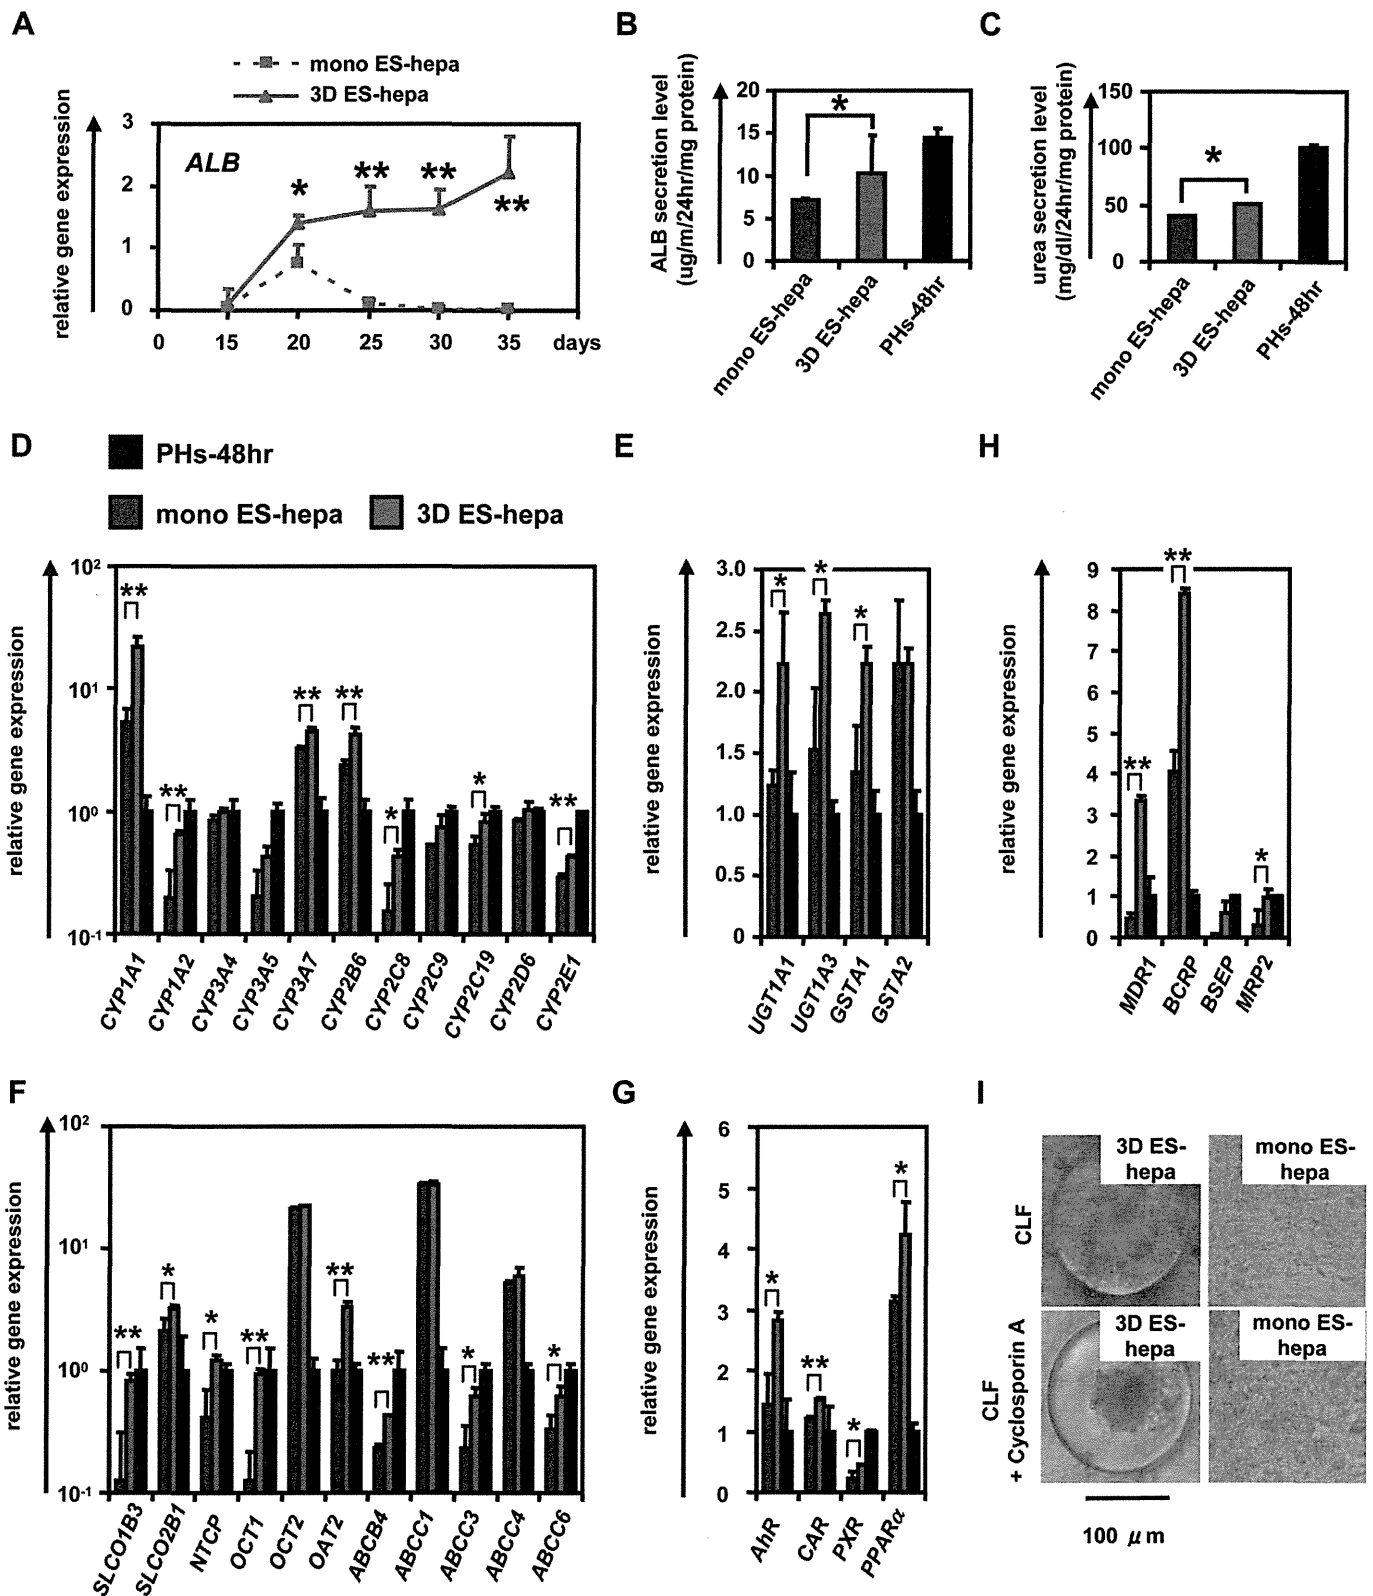 A
mono ES-hepa
3D ES-hepa
relative gene expression
3
2
1
0
ALB
*
**
**
**
0
15
20
25
30
35
days
B
ALB secretion level
(ug/m/24hr/mg protein)
20
15
10
5
0
*
mono ES-hepa
3D ES-hepa
PHs-48hr
C
urea secretion level
(mg/dl/24hr/mg protein)
150
100
50
0
*
mono ES-hepa
3D ES-hepa
PHs-48hr
D
PHs-48hr
mono ES-hepa
3D ES-hepa
relative gene expression
10²
10¹
10⁰
10⁻¹
**
**
**
**
*
*
**
CYP1A1
CYP1A2
CYP3A4
CYP3A5
CYP3A7
CYP2B6
CYP2C8
CYP2C9
CYP2C19
CYP2D6
CYP2E1
E
relative gene expression
3.0
2.5
2.0
1.5
1.0
0.5
0
*
*
*
UGT1A1
UGT1A3
GSTA1
GSTA2
H
relative gene expression
9
8
7
6
5
4
3
2
1
0
**
**
*
MDR1
BCRP
BSEP
MRP2
F
relative gene expression
10²
10¹
10⁰
10⁻¹
**
*
*
**
**
**
*
*
SLCO1B3
SLCO2B1
NTCP
OCT1
OCT2
OAT2
ABCB4
ABCC1
ABCC3
ABCC4
ABCC6
G
relative gene expression
6
5
4
3
2
1
0
*
**
*
*
AhR
CAR
PXR
PPARα
I
CLF
3D ES-
hepa
mono ES-
hepa
CLF
+ Cyclosporin A
3D ES-
hepa
mono ES-
hepa
100 μm